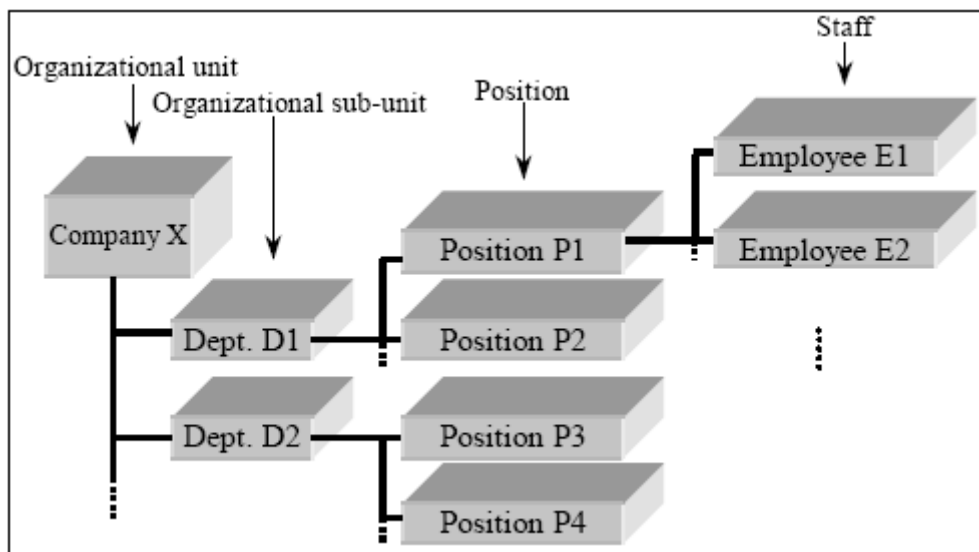 Staff
Organizational unit
Organizational sub-unit
Position
Employee E1
Company X
Position P1
Employee E2
Dept. D1
Position P2
Dept. D2
Position P3
Position P4